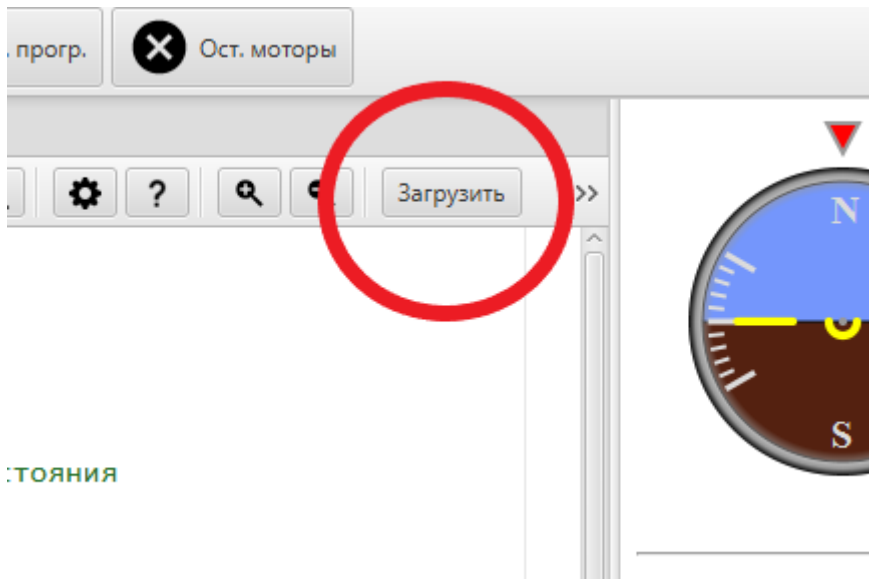 . прогр.
Ост. моторы
?
Загрузить
>>
N
S
стояния